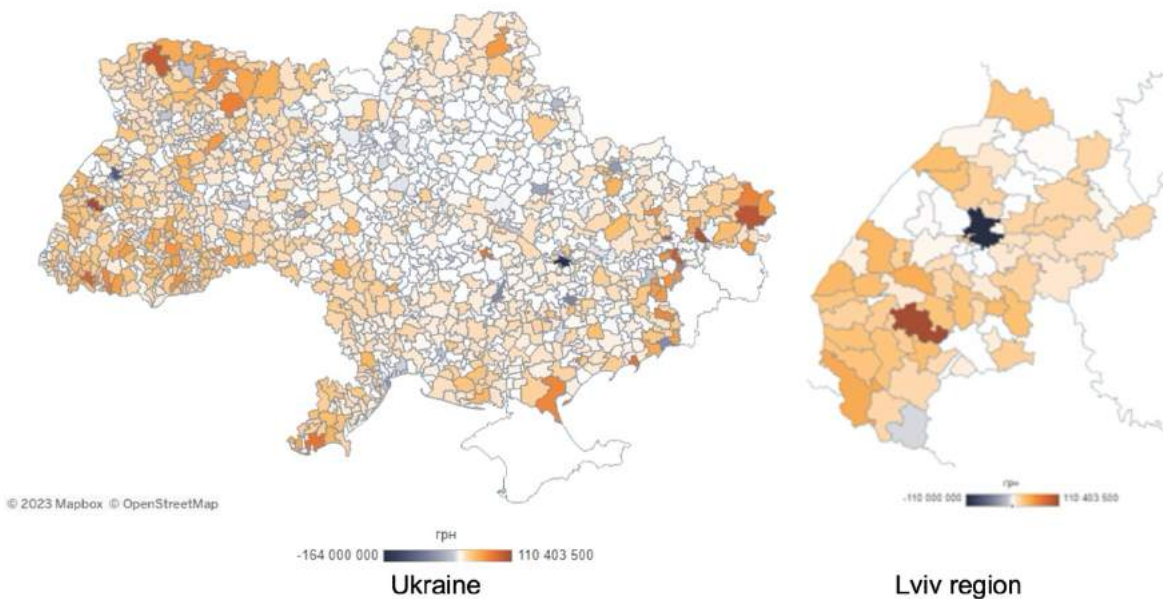 © 2023 Mapbox © OpenStreetMap
грн
-164 000 000 110 403 500
Ukraine
грн
-110 000 000 110 403 500
Lviv region